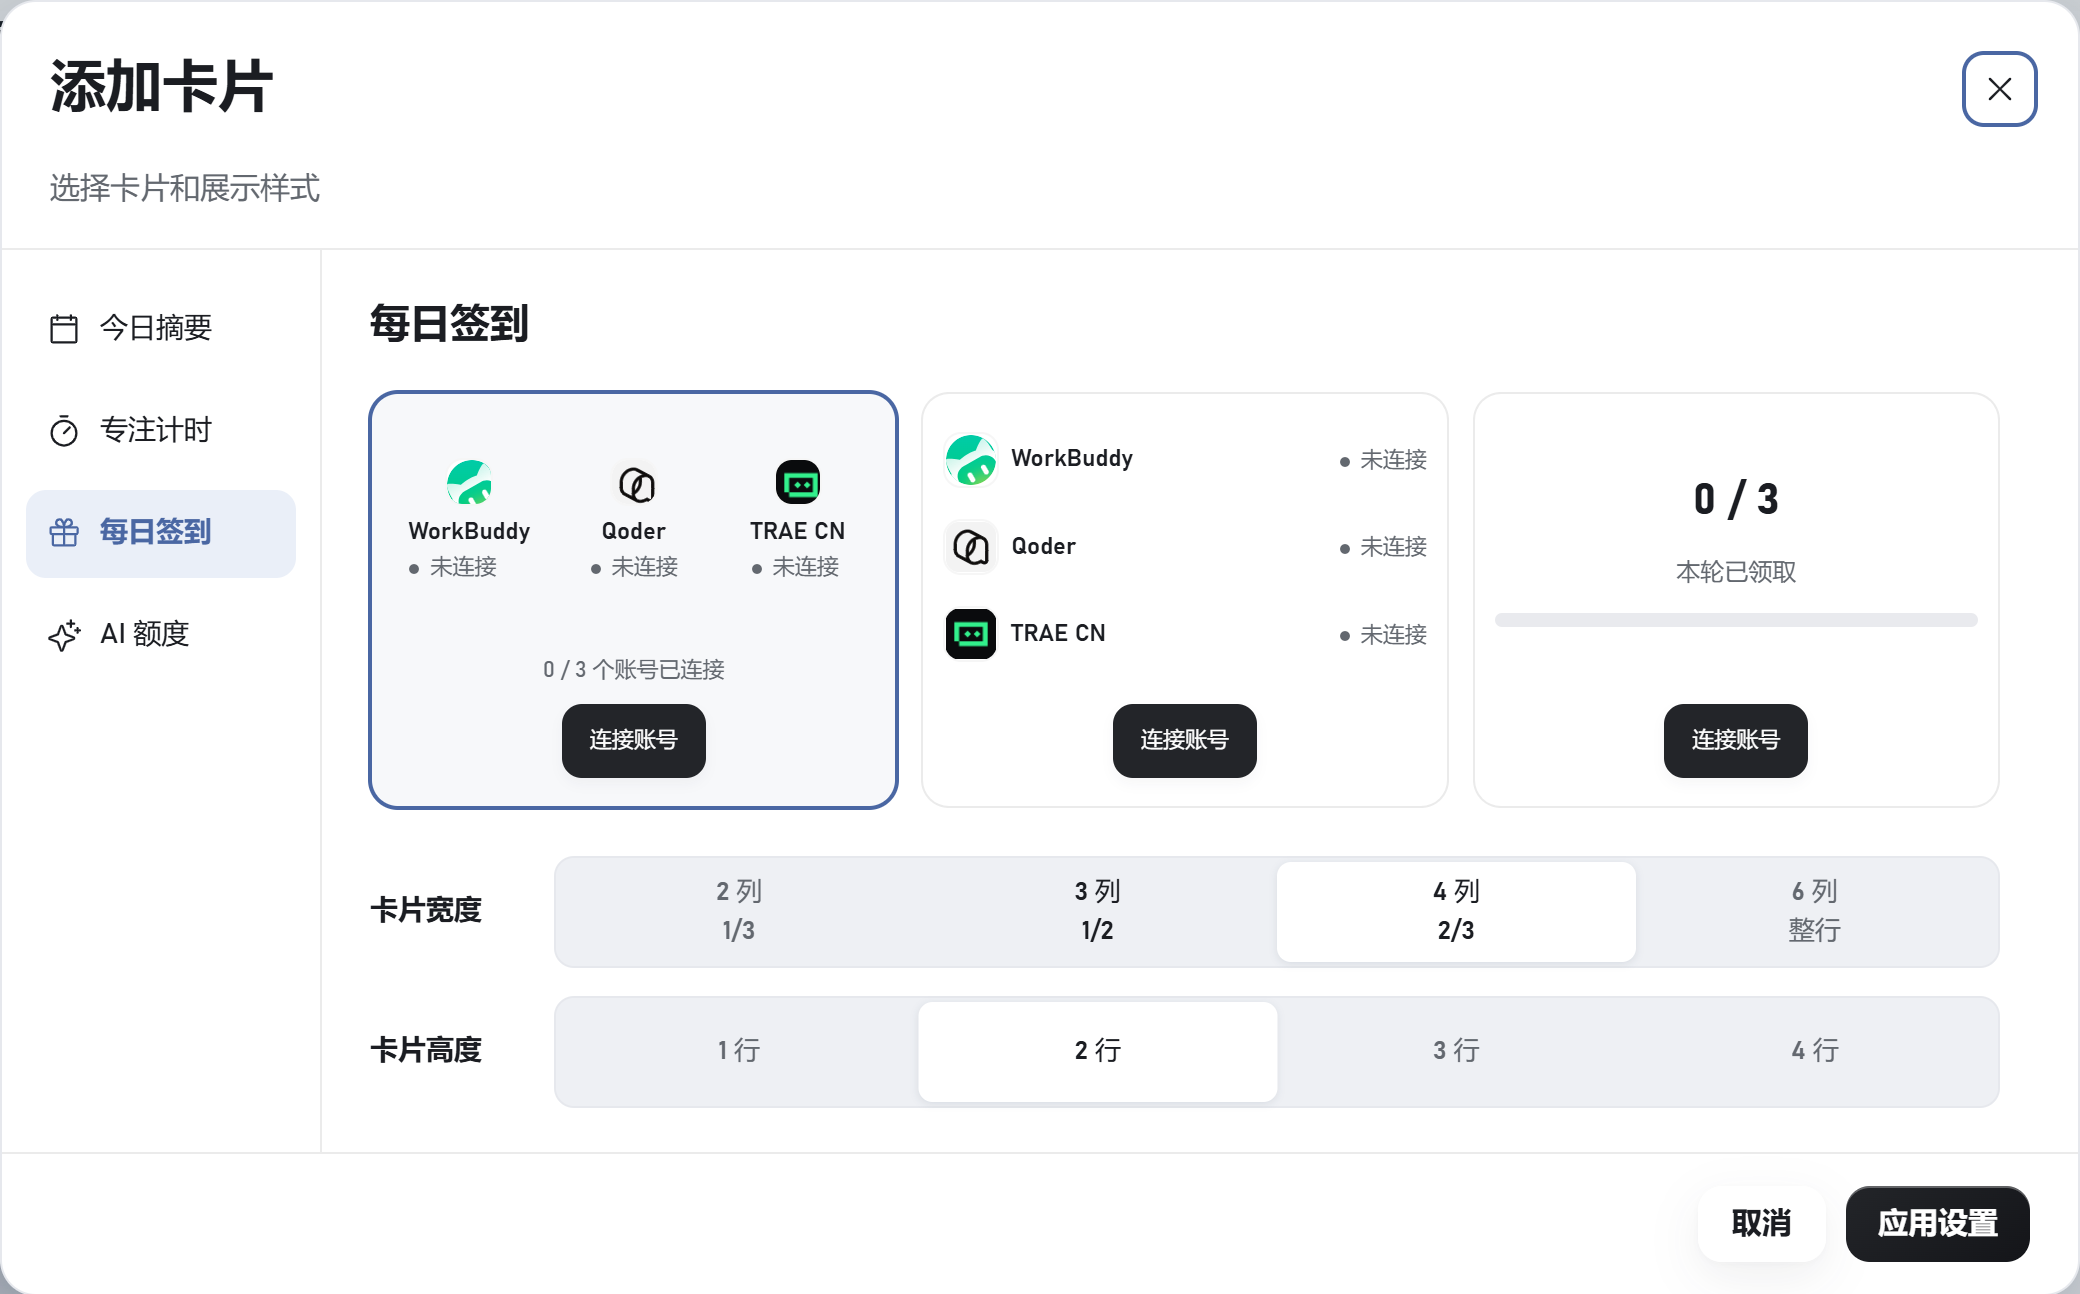 添加卡片
选择卡片和展示样式
今日摘要
专注计时
每日签到
AI 额度
每日签到
WorkBuddy
未连接
Qoder
未连接
TRAE CN
未连接
0 / 3 个账号已连接
连接账号
WorkBuddy
未连接
Qoder
未连接
TRAE CN
未连接
连接账号
0 / 3
本轮已领取
连接账号
卡片宽度
2 列
1/3
3 列
1/2
4 列
2/3
6 列
整行
卡片高度
1 行
2 行
3 行
4 行
取消
应用设置